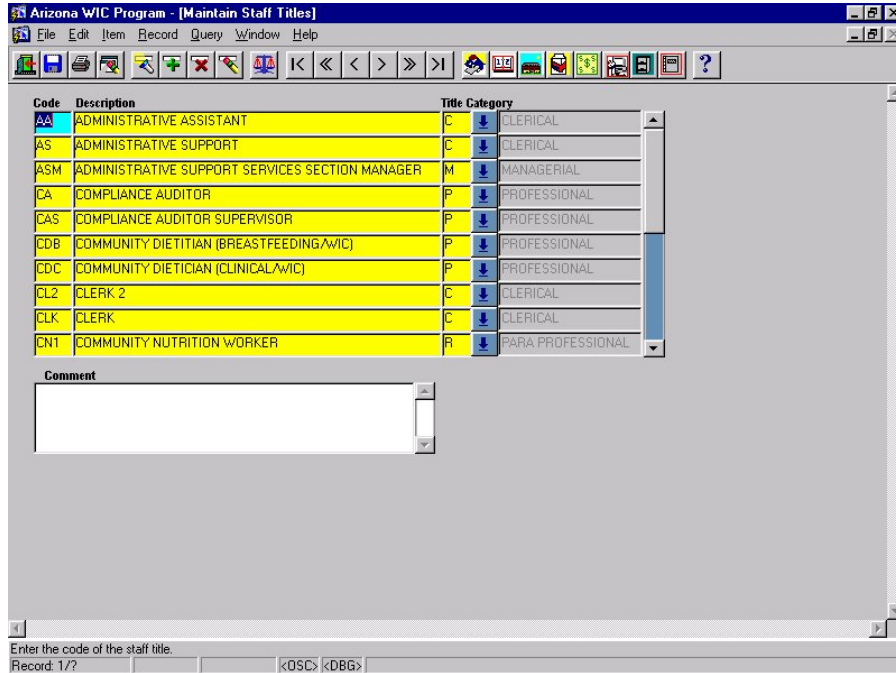 Arizona WIC Program - [Maintain Staff Titles]
File Edit Item Record Query Window Help
Code Description Title Category
AA ADMINISTRATIVE ASSISTANT C CLERICAL
AS ADMINISTRATIVE SUPPORT C CLERICAL
ASM ADMINISTRATIVE SUPPORT SERVICES SECTION MANAGER M MANAGERIAL
CA COMPLIANCE AUDITOR P PROFESSIONAL
CAS COMPLIANCE AUDITOR SUPERVISOR P PROFESSIONAL
CDB COMMUNITY DIETITIAN (BREASTFEEDING/WIC) P PROFESSIONAL
CDC COMMUNITY DIETICIAN (CLINICAL/WIC) P PROFESSIONAL
CL2 CLERK 2 C CLERICAL
CLK CLERK C CLERICAL
CN1 COMMUNITY NUTRITION WORKER R PARA PROFESSIONAL
Comment
Enter the code of the staff title.
Record: 1/? <OSC> <DBG>